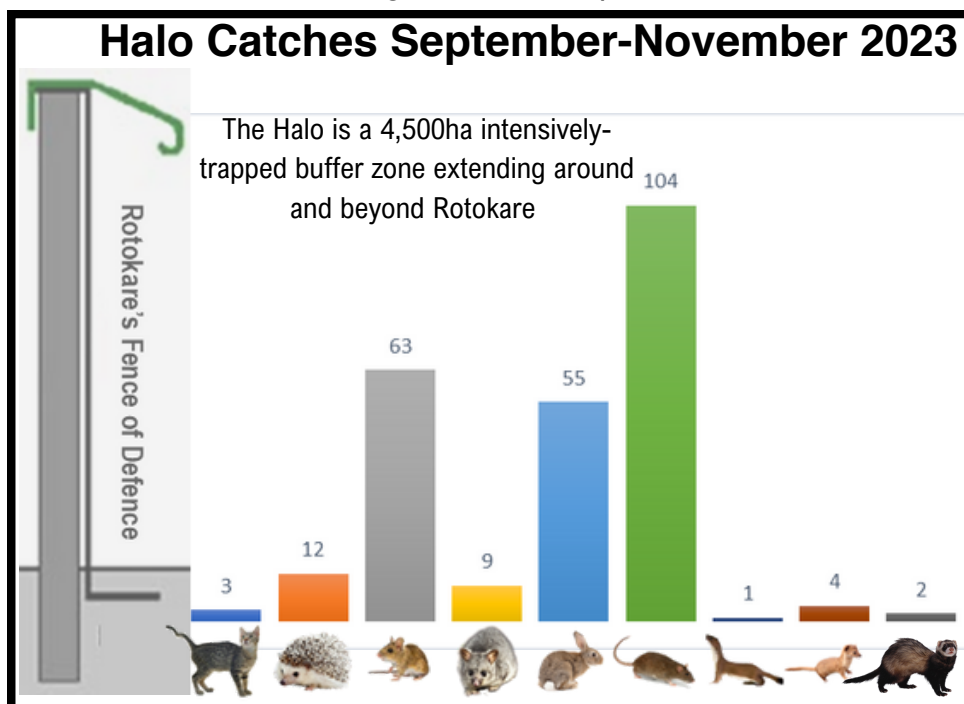 Halo Catches September-November 2023
The Halo is a 4,500ha intensively-
trapped buffer zone extending around
and beyond Rotokare
Rotokare's Fence of Defence
3
12
63
9
55
104
1
4
2